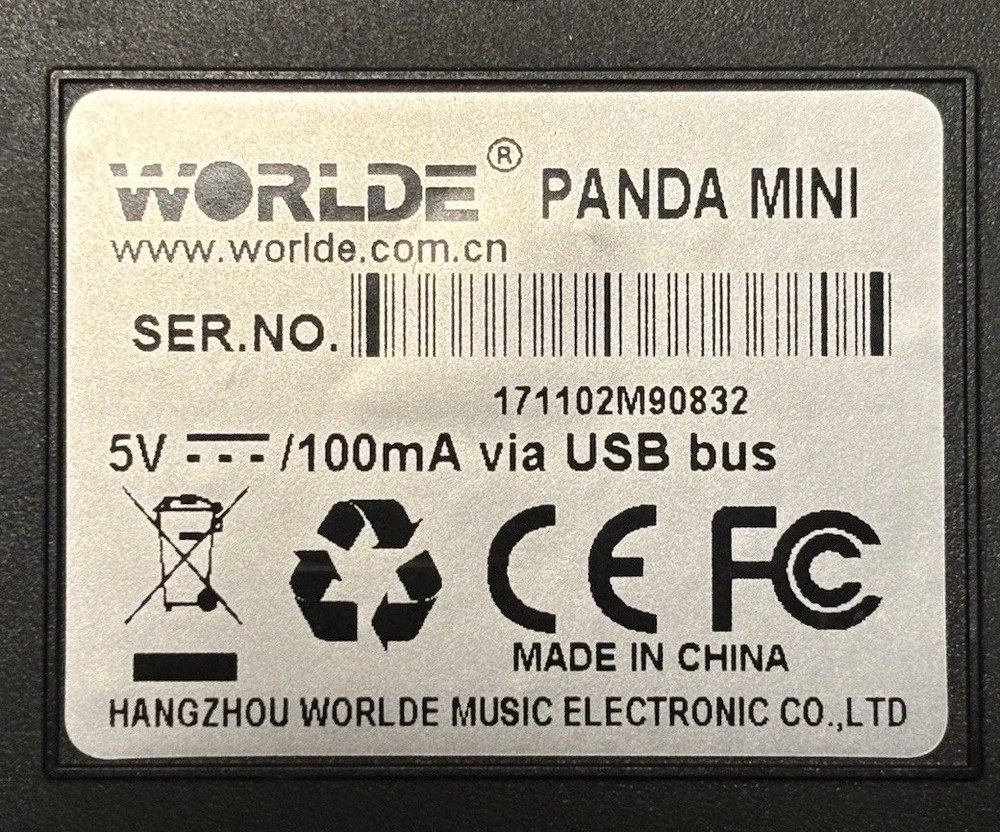 WORLDE® PANDA MINI
www.worlde.com.cn
SER.NO.
171102M90832
5V ⎓ /100mA via USB bus
CE FC
MADE IN CHINA
HANGZHOU WORLDE MUSIC ELECTRONIC CO.,LTD